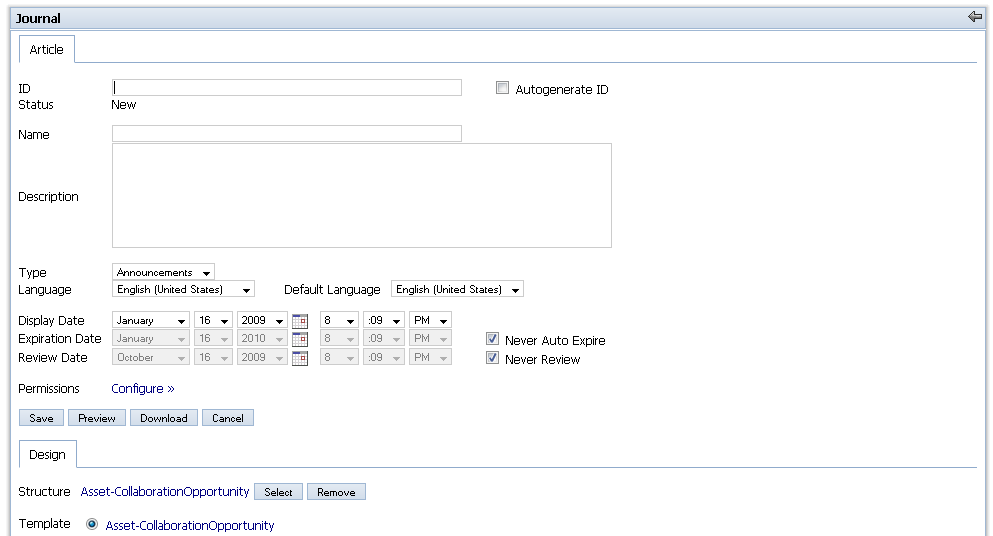 Journal
Article
ID Autogenerate ID
Status New
Name
Description
Type Announcements
Language English (United States) Default Language English (United States)
Display Date January 16 2009 8 :09 PM
Expiration Date January 16 2010 8 :09 PM Never Auto Expire
Review Date October 16 2009 8 :09 PM Never Review
Permissions Configure »
Save Preview Download Cancel
Design
Structure Asset-CollaborationOpportunity Select Remove
Template Asset-CollaborationOpportunity